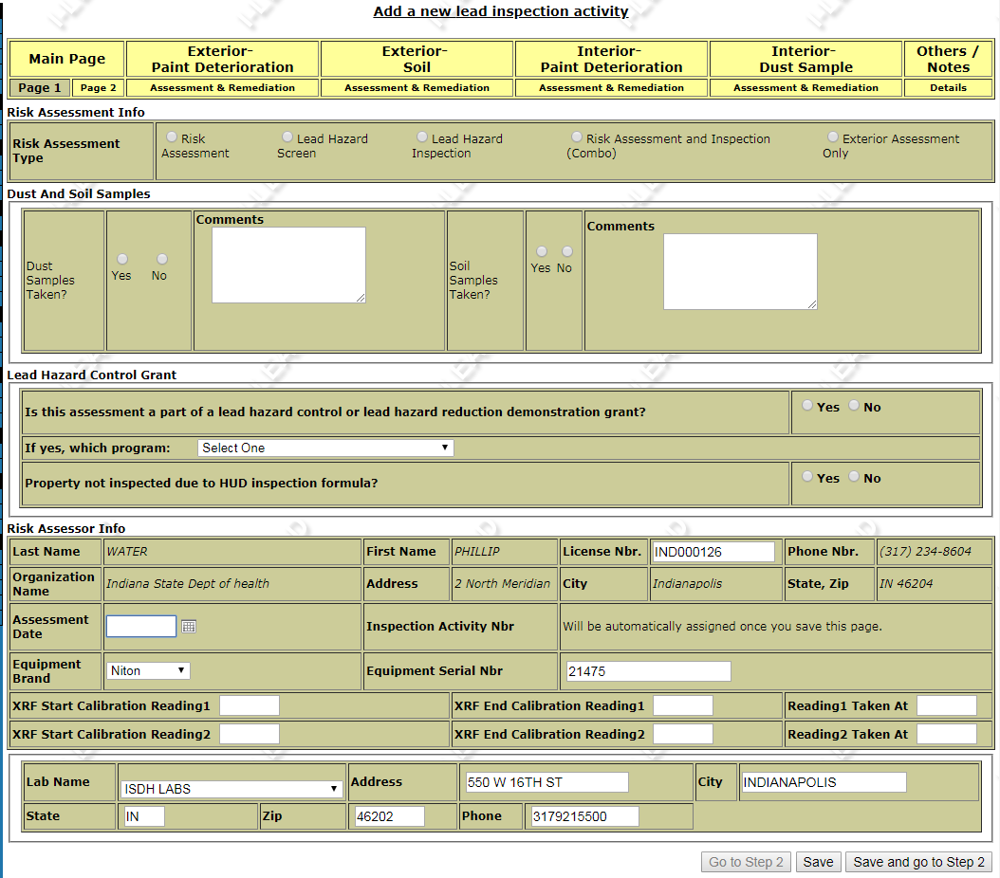 Add a new lead inspection activity
Main Page
Exterior-
Paint Deterioration
Exterior-
Soil
Interior-
Paint Deterioration
Interior-
Dust Sample
Others /
Notes
Page 1
Page 2
Assessment & Remediation
Assessment & Remediation
Assessment & Remediation
Assessment & Remediation
Details
Risk Assessment Info
Risk Assessment
Type
Risk
Assessment
Lead Hazard
Screen
Lead Hazard
Inspection
Risk Assessment and Inspection
(Combo)
Exterior Assessment
Only
Dust And Soil Samples
Dust
Samples
Taken?
Yes
No
Comments
Soil
Samples
Taken?
Yes No
Comments
Lead Hazard Control Grant
Is this assessment a part of a lead hazard control or lead hazard reduction demonstration grant?
Yes No
If yes, which program:
Select One
Property not inspected due to HUD inspection formula?
Yes No
Risk Assessor Info
Last Name
WATER
First Name
PHILLIP
License Nbr.
IND000126
Phone Nbr.
(317) 234-8604
Organization
Name
Indiana State Dept of health
Address
2 North Meridian
City
Indianapolis
State, Zip
IN 46204
Assessment
Date
Inspection Activity Nbr
Will be automatically assigned once you save this page.
Equipment
Brand
Niton
Equipment Serial Nbr
21475
XRF Start Calibration Reading1
XRF End Calibration Reading1
Reading1 Taken At
XRF Start Calibration Reading2
XRF End Calibration Reading2
Reading2 Taken At
Lab Name
ISDH LABS
Address
550 W 16TH ST
City
INDIANAPOLIS
State
IN
Zip
46202
Phone
3179215500
Go to Step 2
Save
Save and go to Step 2